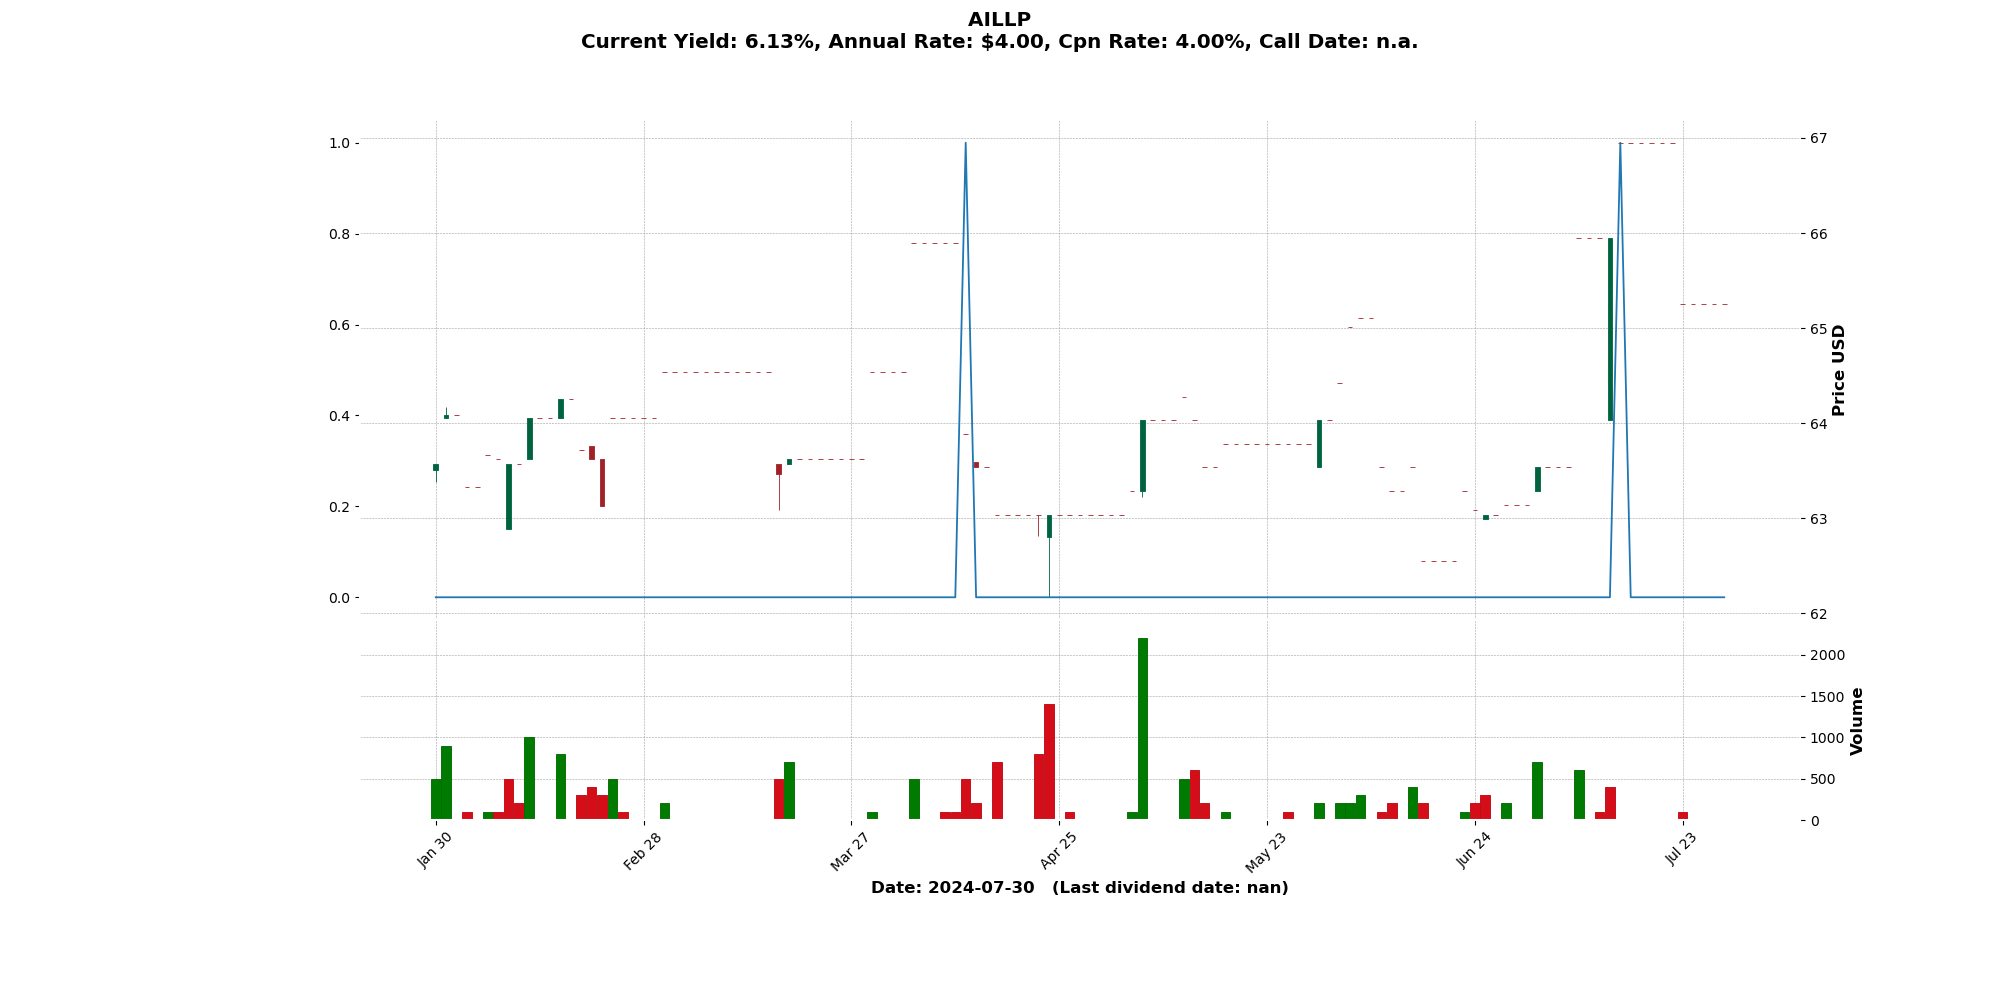 AILLP
Current Yield: 6.13%, Annual Rate: $4.00, Cpn Rate: 4.00%, Call Date: n.a.
1.0
0.8
0.6
0.4
0.2
0.0
67
66
65
64
63
62
Price USD
2000
1500
1000
500
0
Volume
Jan 30
Feb 28
Mar 27
Apr 25
May 23
Jun 24
Jul 23
Date: 2024-07-30 (Last dividend date: nan)